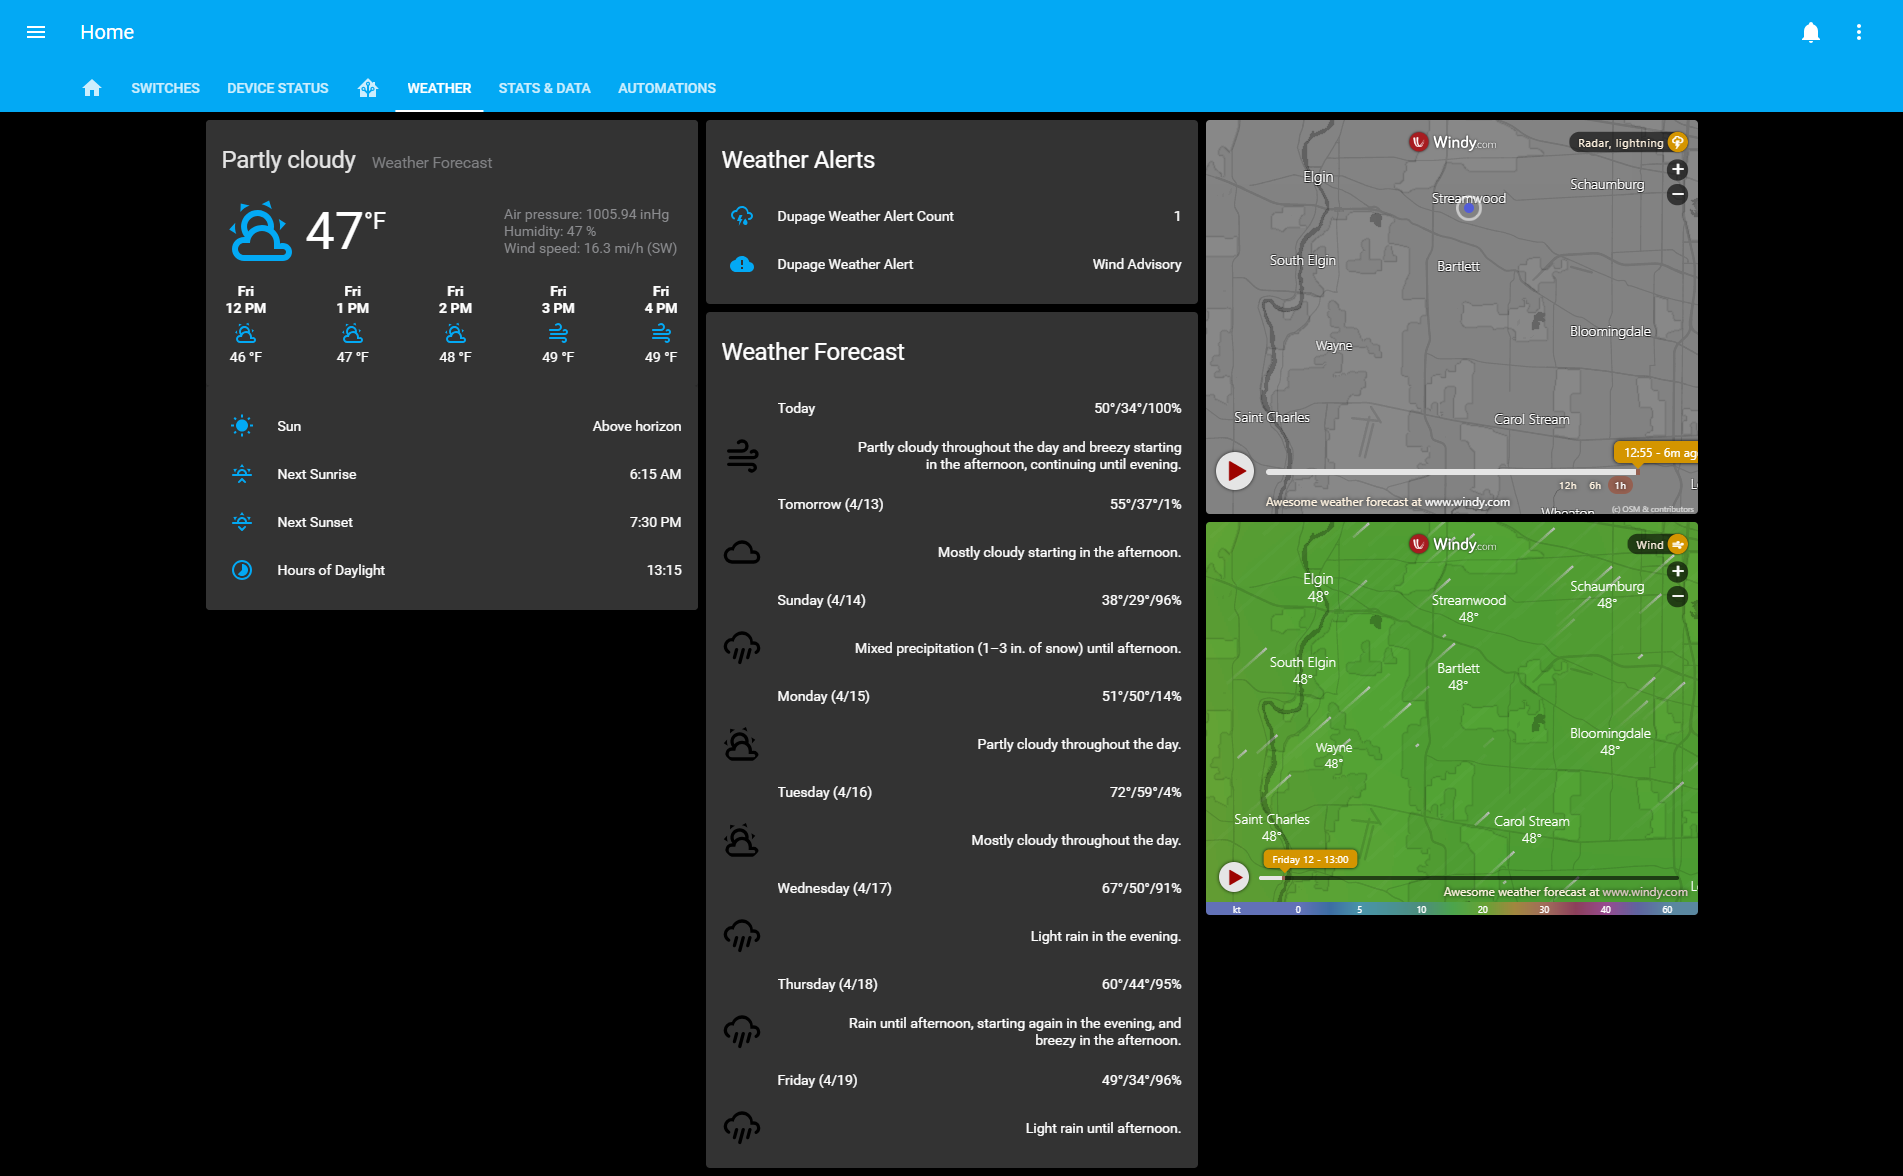 Home
SWITCHES
DEVICE STATUS
WEATHER
STATS & DATA
AUTOMATIONS
Partly cloudy Weather Forecast
47°F
Air pressure: 1005.94 inHg
Humidity: 47 %
Wind speed: 16.3 mi/h (SW)
Fri Fri Fri Fri Fri
12 PM 1 PM 2 PM 3 PM 4 PM
46 °F 47 °F 48 °F 49 °F 49 °F
Sun Above horizon
Next Sunrise 6:15 AM
Next Sunset 7:30 PM
Hours of Daylight 13:15
Weather Alerts
Dupage Weather Alert Count 1
Dupage Weather Alert Wind Advisory
Weather Forecast
Today 50°/34°/100%
Partly cloudy throughout the day and breezy starting
in the afternoon, continuing until evening.
Tomorrow (4/13) 55°/37°/1%
Mostly cloudy starting in the afternoon.
Sunday (4/14) 38°/29°/96%
Mixed precipitation (1–3 in. of snow) until afternoon.
Monday (4/15) 51°/50°/14%
Partly cloudy throughout the day.
Tuesday (4/16) 72°/59°/4%
Mostly cloudy throughout the day.
Wednesday (4/17) 67°/50°/91%
Light rain in the evening.
Thursday (4/18) 60°/44°/95%
Rain until afternoon, starting again in the evening, and
breezy in the afternoon.
Friday (4/19) 49°/34°/96%
Light rain until afternoon.
Windy.com
Radar, lightning
+
−
Elgin
Schaumburg
Streamwood
South Elgin
Bartlett
Bloomingdale
Wayne
Saint Charles
Carol Stream
12:55 - 6m ag
12h 6h 1h
Awesome weather forecast at www.windy.com
Wheaton
(c) OSM & contributors
Windy.com
Wind
+
−
Elgin
48°
Schaumburg
48°
Streamwood
48°
South Elgin
48°
Bartlett
48°
Bloomingdale
48°
Wayne
48°
Saint Charles
48°
Carol Stream
48°
Friday 12 - 13:00
Awesome weather forecast at www.windy.com
kt 0 5 10 20 30 40 60